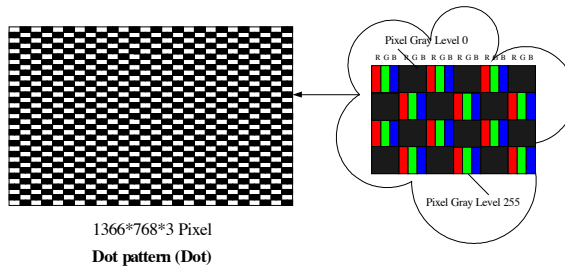 Pixel Gray Level 0
R G B R G B R G B R G B R G B R G B
Pixel Gray Level 255
1366*768*3 Pixel
Dot pattern (Dot)